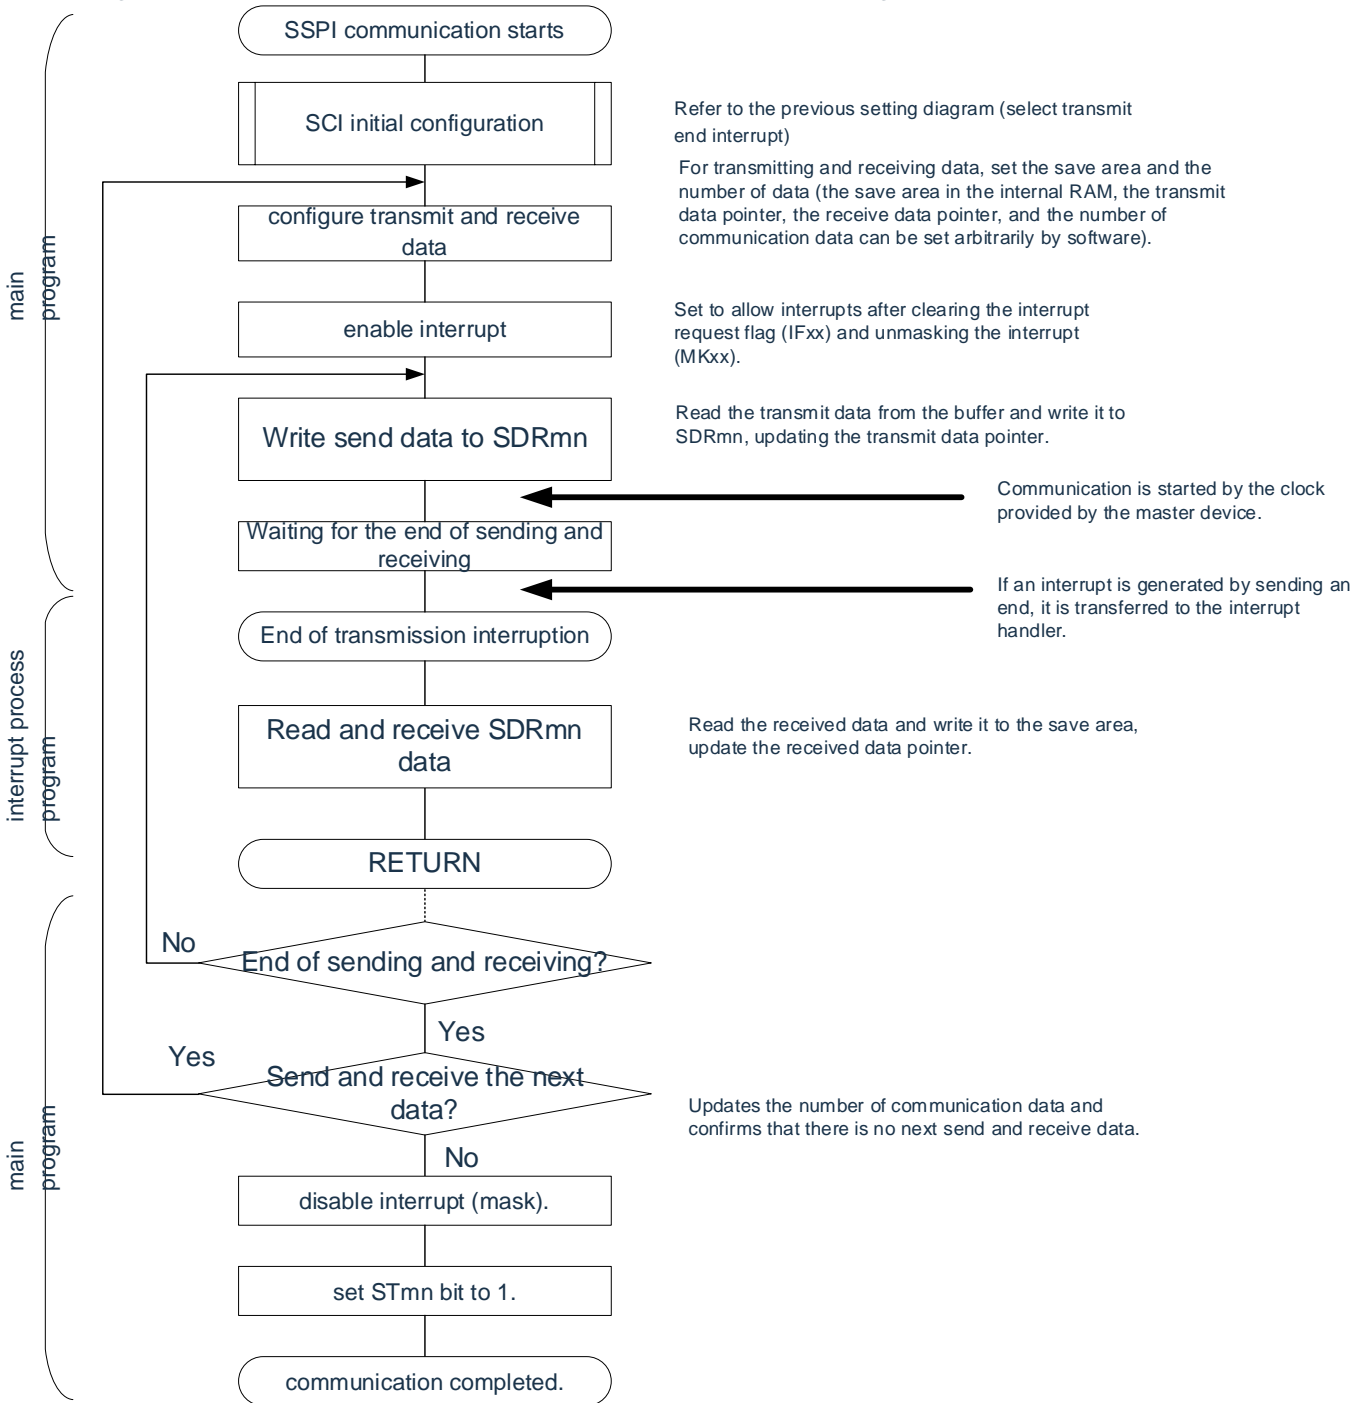 SSPI communication starts
SCI initial configuration
Refer to the previous setting diagram (select transmit
end interrupt)
For transmitting and receiving data, set the save area and the
number of data (the save area in the internal RAM, the transmit
data pointer, the receive data pointer, and the number of
communication data can be set arbitrarily by software).
configure transmit and receive
data
main
program
enable interrupt
Set to allow interrupts after clearing the interrupt
request flag (IFxx) and unmasking the interrupt
(MKxx).
Write send data to SDRmn
Read the transmit data from the buffer and write it to
SDRmn, updating the transmit data pointer.
Communication is started by the clock
provided by the master device.
Waiting for the end of sending and
receiving
If an interrupt is generated by sending an
end, it is transferred to the interrupt
handler.
End of transmission interruption
interrupt process
program
Read and receive SDRmn
data
Read the received data and write it to the save area,
update the received data pointer.
RETURN
No
End of sending and receiving?
Yes
Yes
Send and receive the next
data?
Updates the number of communication data and
confirms that there is no next send and receive data.
main
program
No
disable interrupt (mask).
set STmn bit to 1.
communication completed.